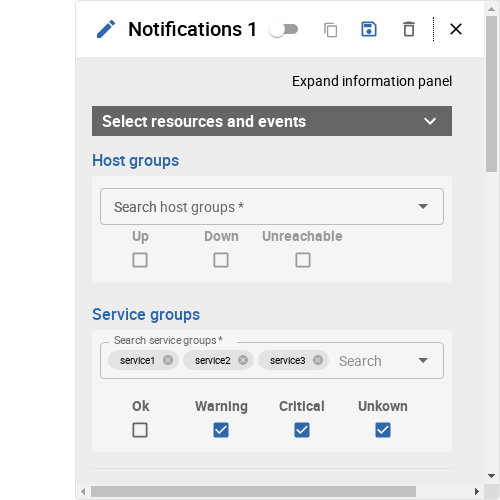 Notifications 1
Expand information panel
Select resources and events
Host groups
Search host groups *
Up Down Unreachable
Service groups
Search service groups *
service1 service2 service3 Search
Ok Warning Critical Unkown